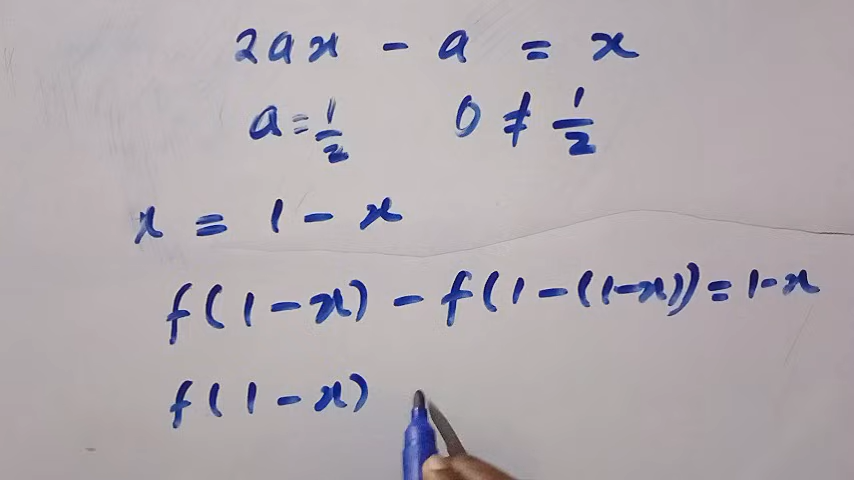 2ax - a = x
a = 1/2 0 ≠ 1/2
x = 1 - x
f(1-x) - f(1-(1-x)) = 1-x
f(1-x)